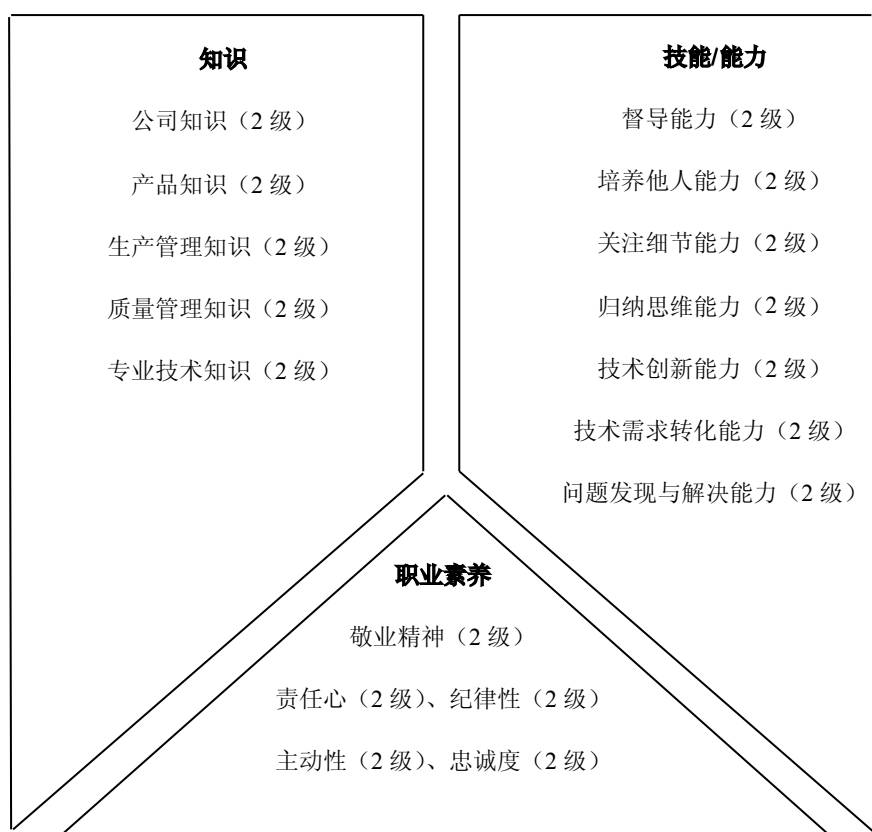 知识
公司知识（2 级）
产品知识（2 级）
生产管理知识（2 级）
质量管理知识（2 级）
专业技术知识（2 级）
技能/能力
督导能力（2 级）
培养他人能力（2 级）
关注细节能力（2 级）
归纳思维能力（2 级）
技术创新能力（2 级）
技术需求转化能力（2 级）
问题发现与解决能力（2 级）
职业素养
敬业精神（2 级）
责任心（2 级）、纪律性（2 级）
主动性（2 级）、忠诚度（2 级）